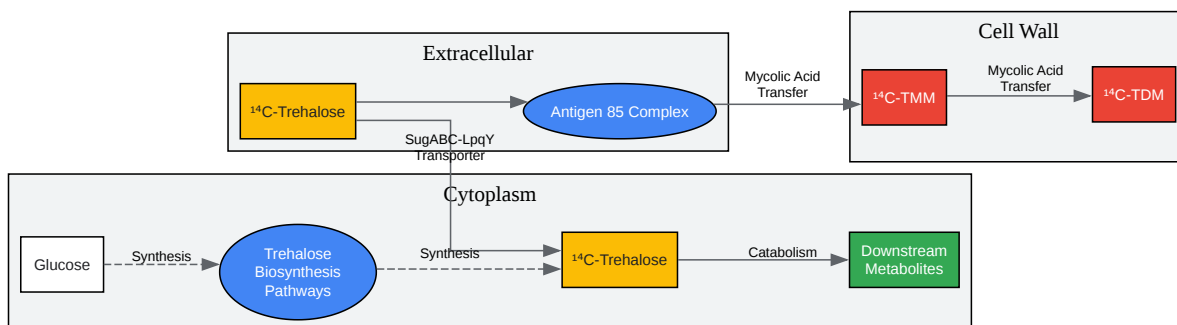 Extracellular
¹⁴C-Trehalose
Antigen 85 Complex
SugABC-LpqY
Transporter
Mycolic Acid
Transfer
Cell Wall
¹⁴C-TMM
Mycolic Acid
Transfer
¹⁴C-TDM
Cytoplasm
Glucose
Synthesis
Trehalose
Biosynthesis
Pathways
Synthesis
¹⁴C-Trehalose
Catabolism
Downstream
Metabolites